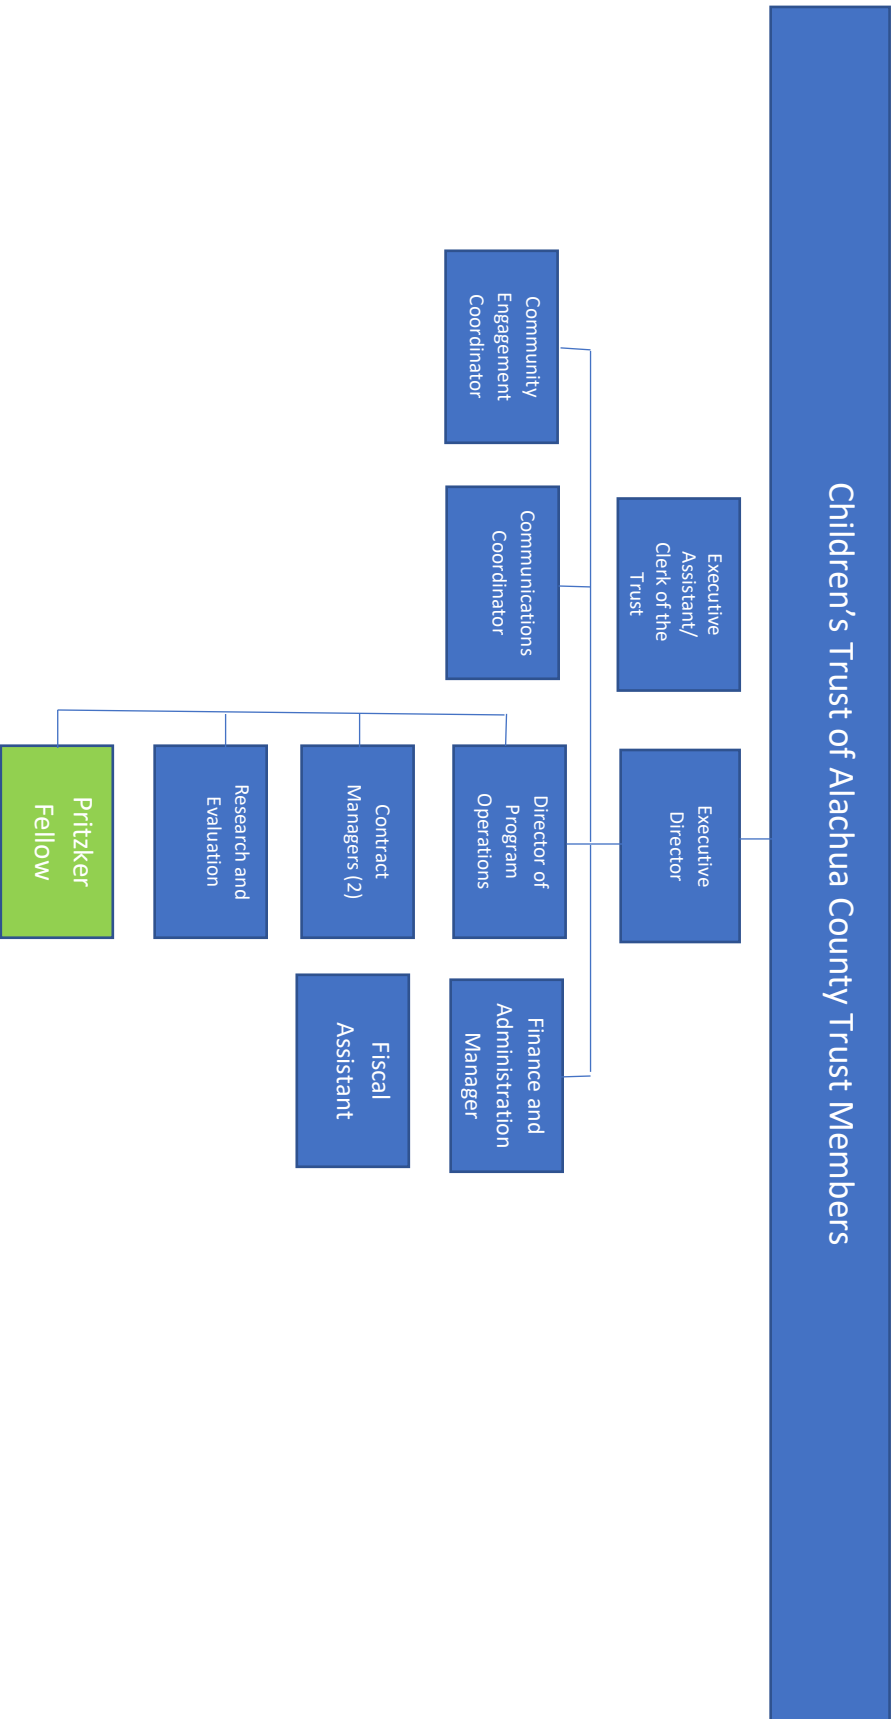 Children’s Trust of Alachua County Trust Members
Executive
Assistant/
Clerk of the
Trust
Executive
Director
Community
Engagement
Coordinator
Communications
Coordinator
Director of
Program
Operations
Finance and
Administration
Manager
Contract
Managers (2)
Fiscal
Assistant
Research and
Evaluation
Pritzker
Fellow